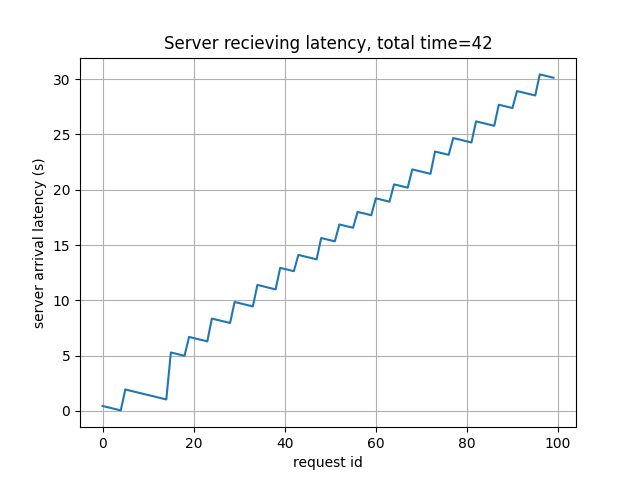 Server recieving latency, total time=42
server arrival latency (s)
30
25
20
15
10
5
0
0 20 40 60 80 100
request id